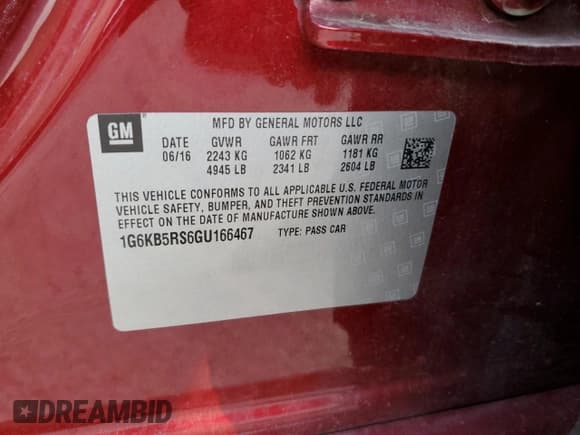 GM
MFD BY GENERAL MOTORS LLC
DATE GVWR GAWR FRT GAWR RR
06/16 2243 KG 1062 KG 1181 KG
4945 LB 2341 LB 2604 LB
THIS VEHICLE CONFORMS TO ALL APPLICABLE U.S. FEDERAL MOTOR
VEHICLE SAFETY, BUMPER, AND THEFT PREVENTION STANDARDS IN
EFFECT ON THE DATE OF MANUFACTURE SHOWN ABOVE.
1G6KB5RS6GU166467 TYPE: PASS CAR
DREAMBID